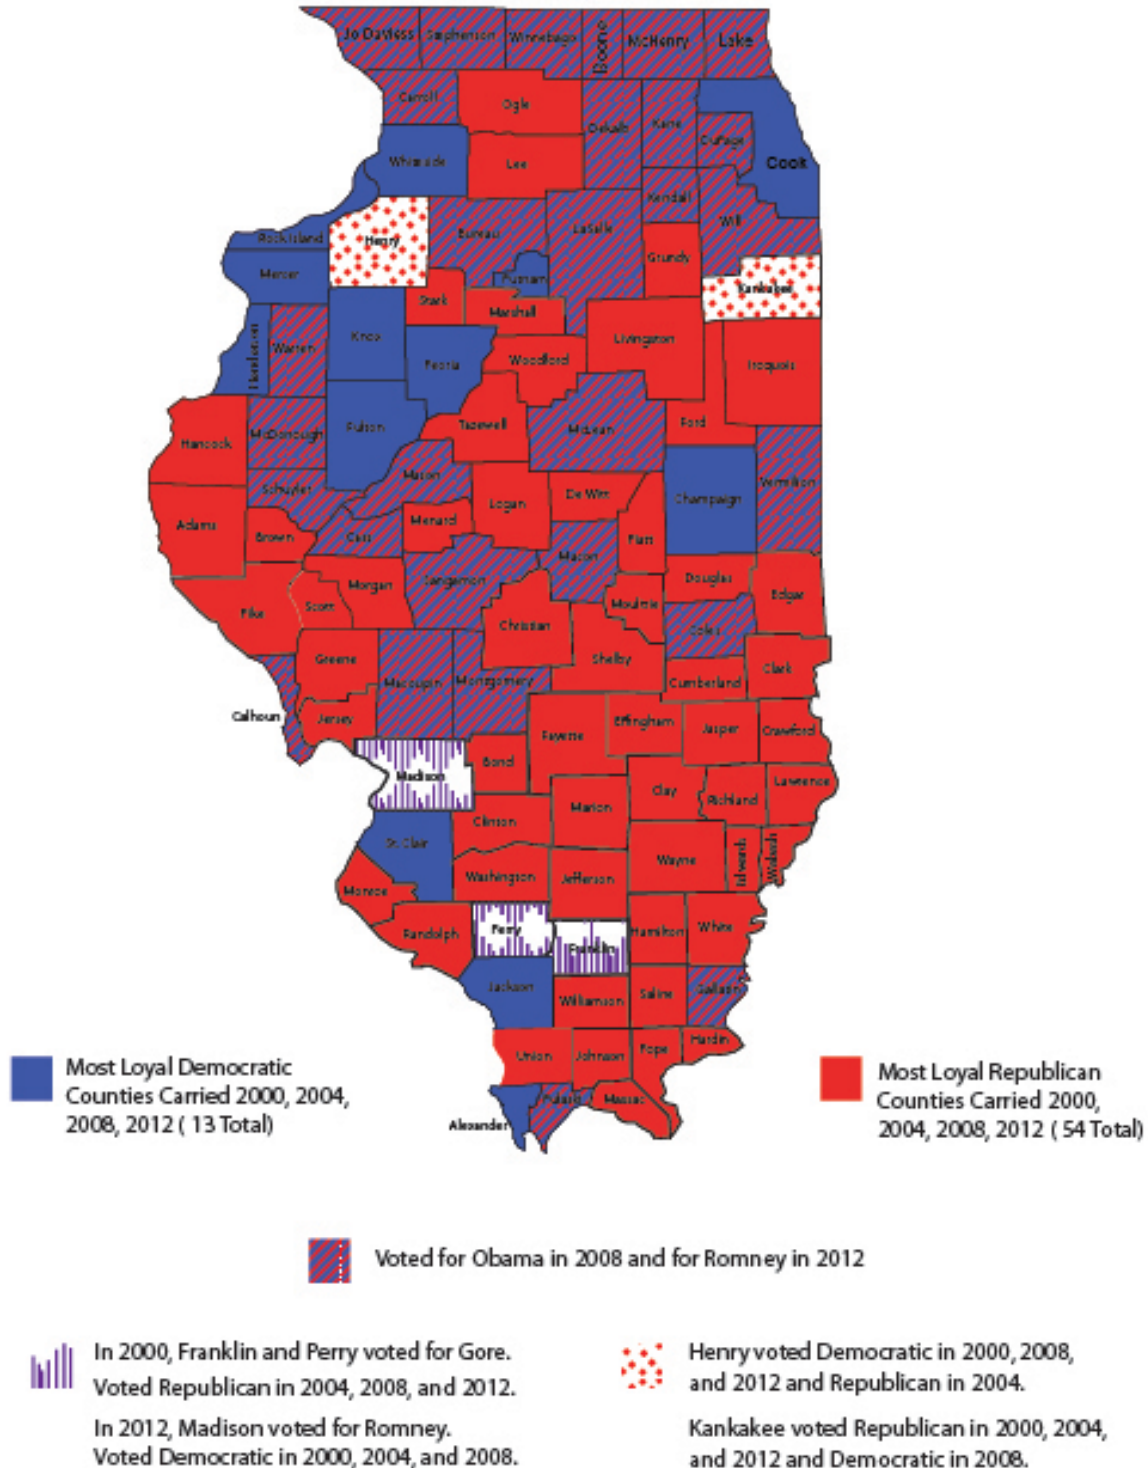 Jo Daviess
Stephenson
Winnebago
Boone
McHenry
Lake
Carroll
Ogle
Dekalb
Kane
DuPage
Cook
Whiteside
Lee
Kendall
Will
Rock Island
Henry
Bureau
LaSalle
Grundy
Mercer
Putnam
Kankakee
Stark
Marshall
Henderson
Warren
Knox
Peoria
Woodford
Livingston
Iroquois
Hancock
McDonough
Fulton
Tazewell
McLean
Ford
Schuyler
Mason
Logan
De Witt
Champaign
Vermilion
Adams
Brown
Cass
Menard
Macon
Piatt
Pike
Scott
Morgan
Sangamon
Christian
Moultrie
Douglas
Edgar
Coles
Greene
Macoupin
Montgomery
Shelby
Cumberland
Clark
Calhoun
Jersey
Fayette
Effingham
Jasper
Crawford
Madison
Bond
Clay
Richland
Lawrence
Clinton
Marion
St. Clair
Washington
Jefferson
Wayne
Edwards
Wabash
Monroe
Randolph
Perry
Franklin
Hamilton
White
Jackson
Williamson
Saline
Gallatin
Union
Johnson
Pope
Hardin
Alexander
Pulaski
Massac
Most Loyal Democratic
Counties Carried 2000, 2004,
2008, 2012 ( 13 Total)
Most Loyal Republican
Counties Carried 2000,
2004, 2008, 2012 ( 54 Total)
Voted for Obama in 2008 and for Romney in 2012
In 2000, Franklin and Perry voted for Gore.
Voted Republican in 2004, 2008, and 2012.
In 2012, Madison voted for Romney.
Voted Democratic in 2000, 2004, and 2008.
Henry voted Democratic in 2000, 2008,
and 2012 and Republican in 2004.
Kankakee voted Republican in 2000, 2004,
and 2012 and Democratic in 2008.